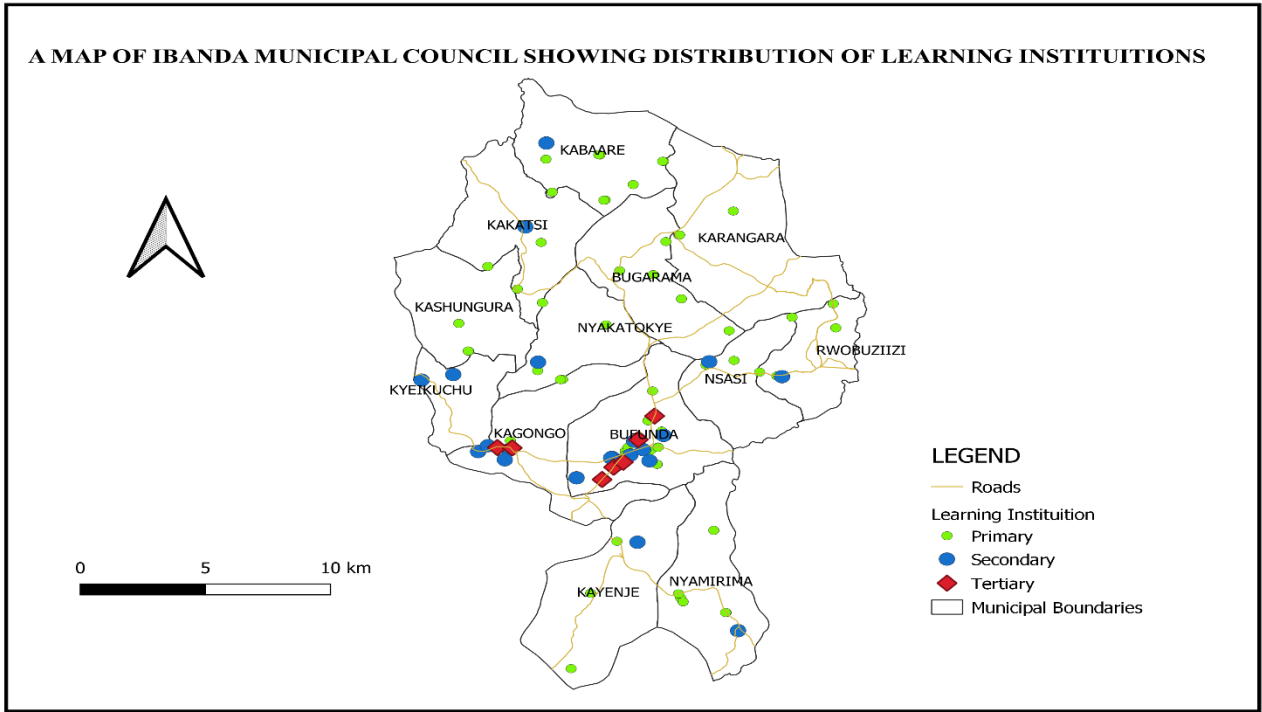 A MAP OF IBANDA MUNICIPAL COUNCIL SHOWING DISTRIBUTION OF LEARNING INSTITUITIONS
KABAARE
KAKATSI
KARANGARA
BUGARAMA
KASHUNGURA
NYAKATOKYE
RWOBUZIIZI
NSASI
KYEIKUCHU
KAGONGO
BUFUNDA
KAYENJE
NYAMIRIMA
0 5 10 km
LEGEND
Roads
Learning Instituition
Primary
Secondary
Tertiary
Municipal Boundaries